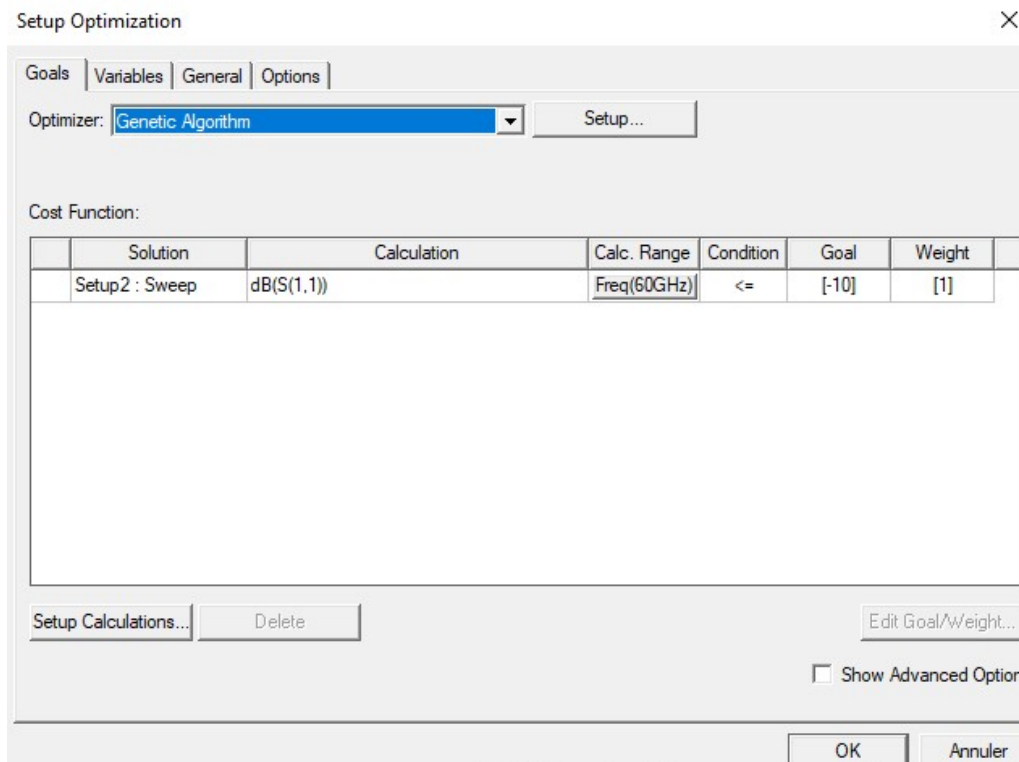 Setup Optimization
Goals Variables General Options
Optimizer: Genetic Algorithm Setup...
Cost Function:
Solution Calculation Calc. Range Condition Goal Weight
Setup2 : Sweep dB(S(1,1)) Freq(60GHz) <= [-10] [1]
Setup Calculations... Delete Edit Goal/Weight...
Show Advanced Option
OK Annuler